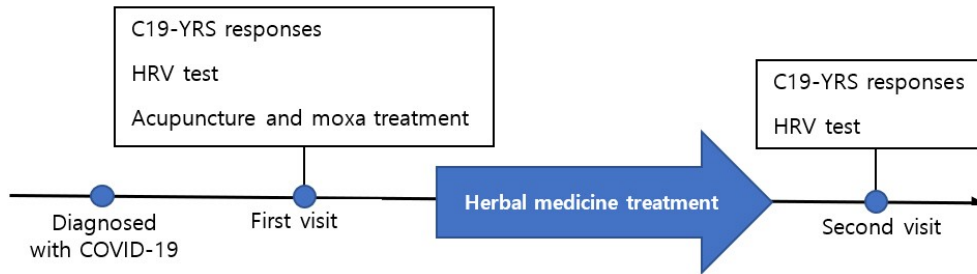 C19-YRS responses
HRV test
Acupuncture and moxa treatment
C19-YRS responses
HRV test
Herbal medicine treatment
Diagnosed
with COVID-19
First visit
Second visit